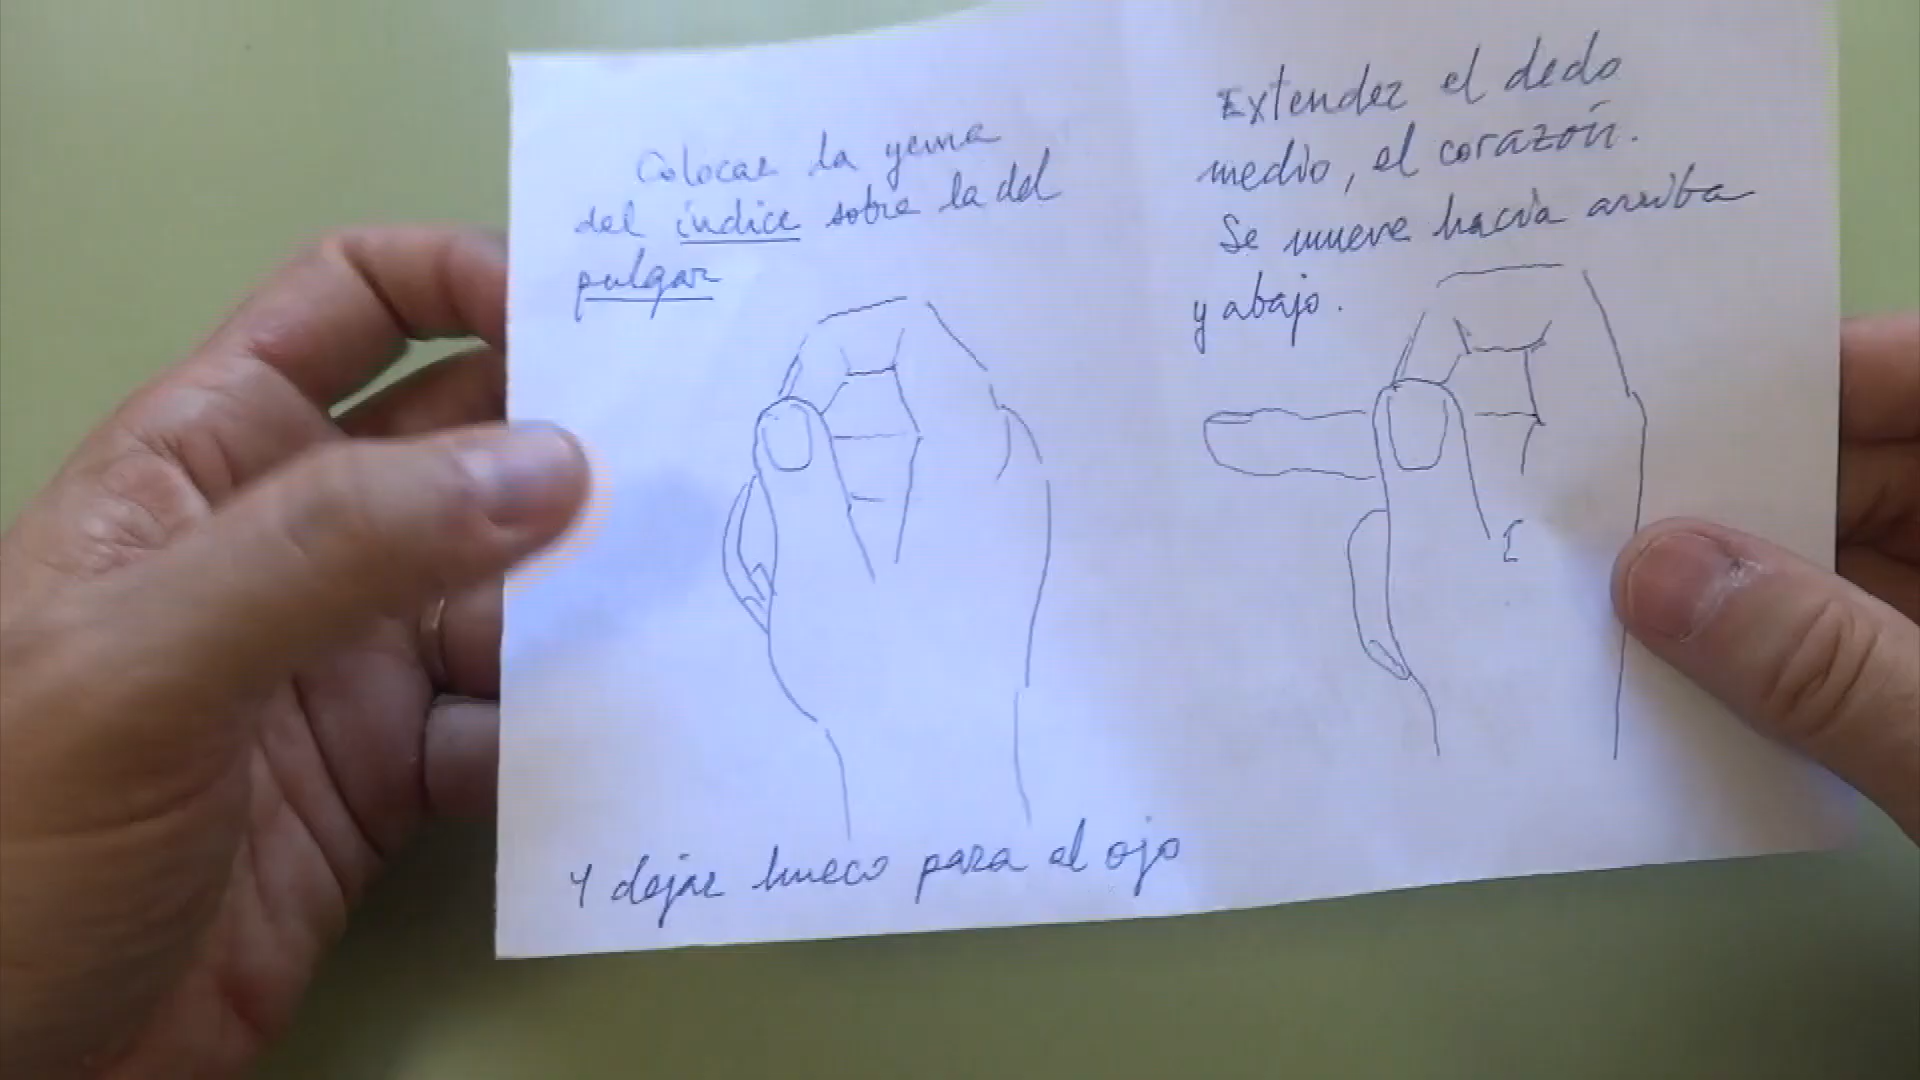 Colocar la yema
del índice sobre la del
pulgar
Y dejar hueco para el ojo
Extender el dedo
medio, el corazón.
Se mueve hacia arriba
y abajo.